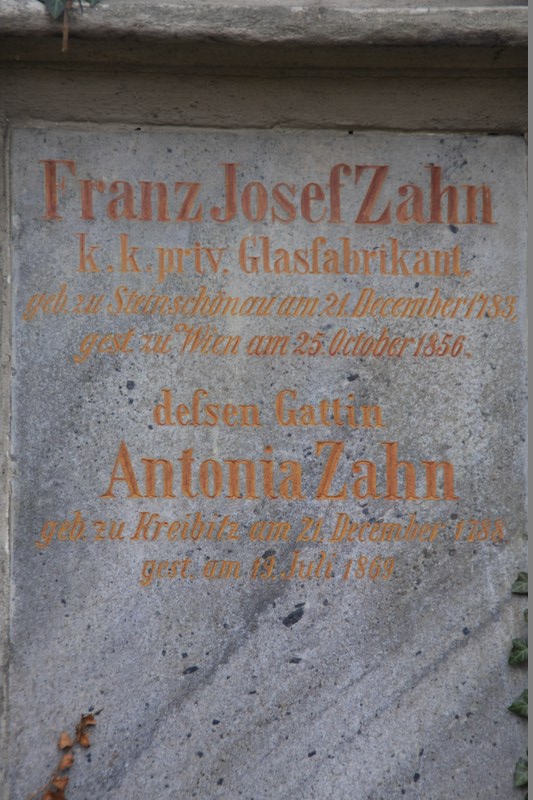 Franz Josef Zahn
k. k. priv. Glasfabrikant.
geb. zu Steinschönau am 21. December 1783,
gest. zu Wien am 25. October 1856.
deſsen Gattin
Antonia Zahn
geb. zu Kreibitz am 21. December 1788
gest. am 19. Juli 1869